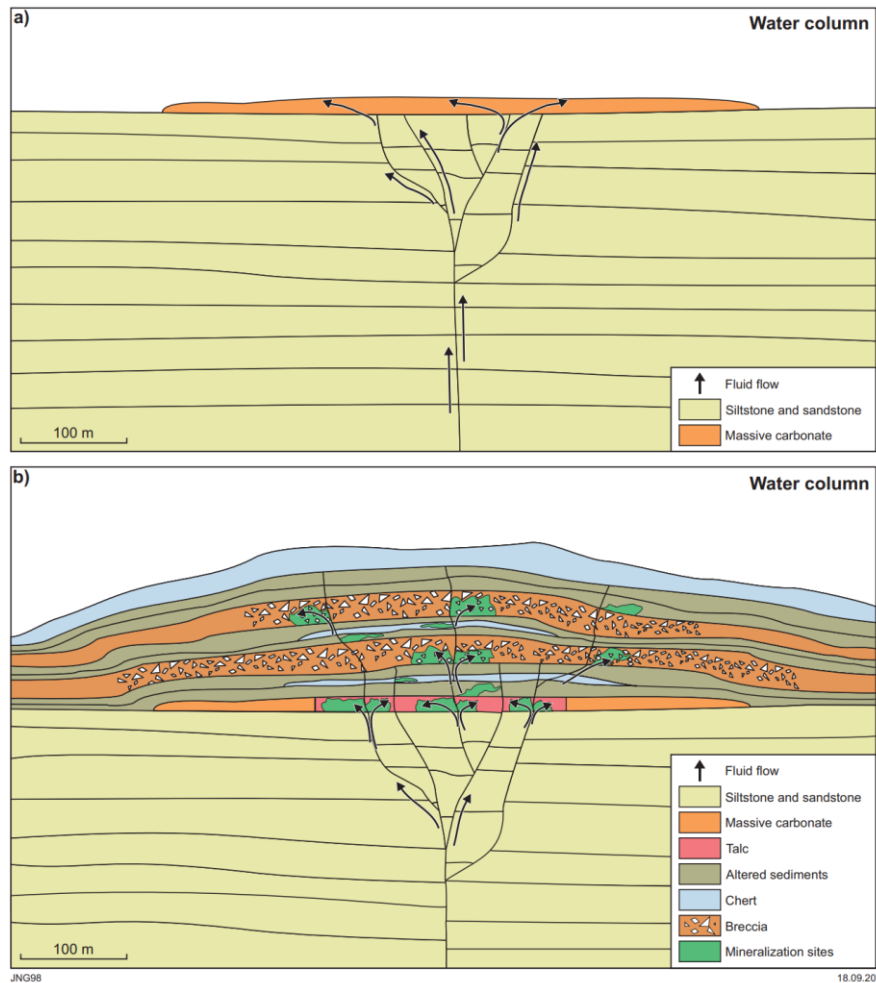 a)
Water column
Fluid flow
Siltstone and sandstone
Massive carbonate
100 m
b)
Water column
Fluid flow
Siltstone and sandstone
Massive carbonate
Talc
Altered sediments
Chert
Breccia
Mineralization sites
100 m
JNG98
18.09.20